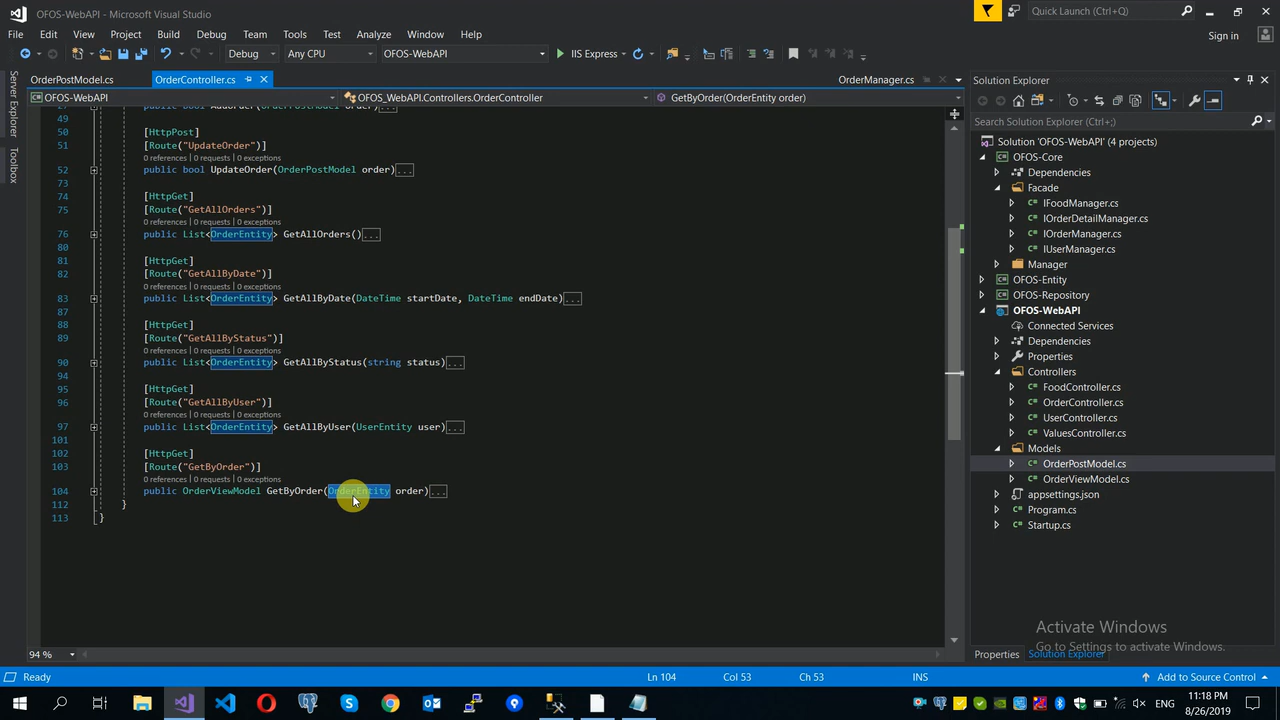 OFOS-WebAPI - Microsoft Visual Studio
Quick Launch (Ctrl+;)
File Edit View Project Build Debug Team Tools Test Analyze Window Help
Sign in
Debug Any CPU OFOS-WebAPI IIS Express
Server Explorer
Toolbox
OrderPostModel.cs OrderController.cs OrderManager.cs
OFOS-WebAPI OFOS_WebAPI.Controllers.OrderController GetByOrder(OrderEntity order)
49
50 [HttpPost]
51 [Route("UpdateOrder")]
0 references | 0 requests | 0 exceptions
52 public bool UpdateOrder(OrderPostModel order)...
73
74 [HttpGet]
75 [Route("GetAllOrders")]
0 references | 0 requests | 0 exceptions
76 public List<OrderEntity> GetAllOrders()...
80
81 [HttpGet]
82 [Route("GetAllByDate")]
0 references | 0 requests | 0 exceptions
83 public List<OrderEntity> GetAllByDate(DateTime startDate, DateTime endDate)...
87
88 [HttpGet]
89 [Route("GetAllByStatus")]
0 references | 0 requests | 0 exceptions
90 public List<OrderEntity> GetAllByStatus(string status)...
94
95 [HttpGet]
96 [Route("GetAllByUser")]
0 references | 0 requests | 0 exceptions
97 public List<OrderEntity> GetAllByUser(UserEntity user)...
101
102 [HttpGet]
103 [Route("GetByOrder")]
0 references | 0 requests | 0 exceptions
104 public OrderViewModel GetByOrder(OrderEntity order)...
112 }
113 }
94 %
Solution Explorer
Search Solution Explorer (Ctrl+;)
Solution 'OFOS-WebAPI' (4 projects)
OFOS-Core
Dependencies
Facade
IFoodManager.cs
IOrderDetailManager.cs
IOrderManager.cs
IUserManager.cs
Manager
OFOS-Entity
OFOS-Repository
OFOS-WebAPI
Connected Services
Dependencies
Properties
Controllers
FoodController.cs
OrderController.cs
UserController.cs
ValuesController.cs
Models
OrderPostModel.cs
OrderViewModel.cs
appsettings.json
Program.cs
Startup.cs
Activate Windows
Go to Settings to activate Windows.
Properties Solution Explorer
Ready Ln 104 Col 53 Ch 53 INS Add to Source Control
ENG
11:18 PM
8/26/2019